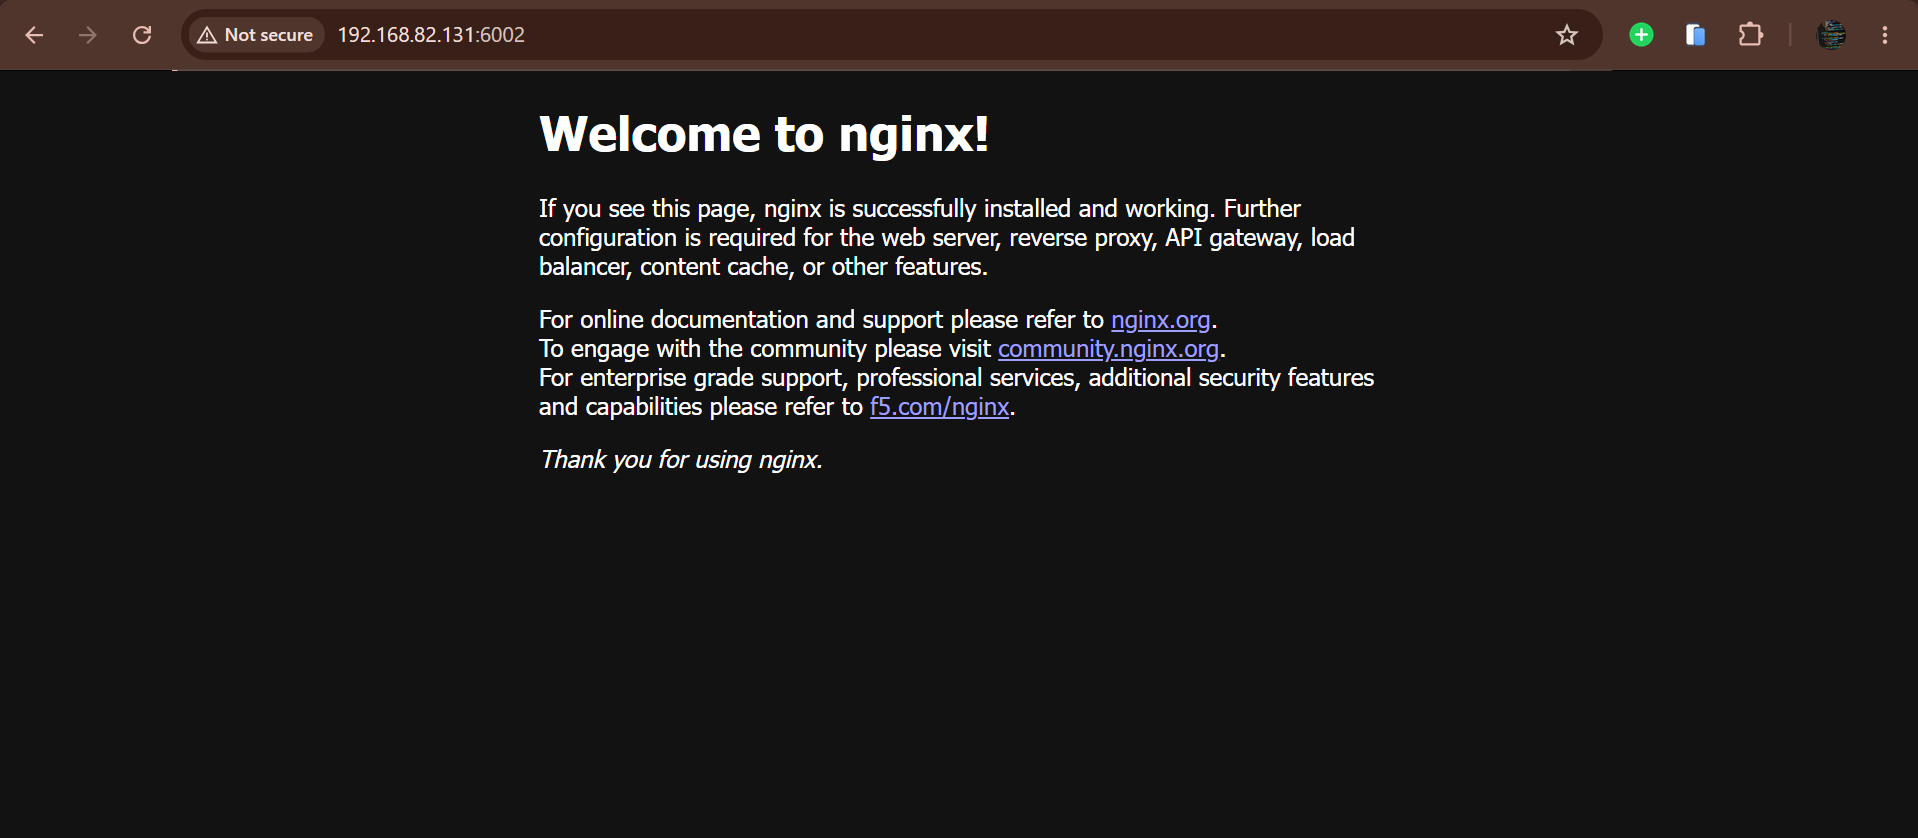 Not secure
192.168.82.131:6002
Welcome to nginx!
If you see this page, nginx is successfully installed and working. Further
configuration is required for the web server, reverse proxy, API gateway, load
balancer, content cache, or other features.
For online documentation and support please refer to nginx.org.
To engage with the community please visit community.nginx.org.
For enterprise grade support, professional services, additional security features
and capabilities please refer to f5.com/nginx.
Thank you for using nginx.